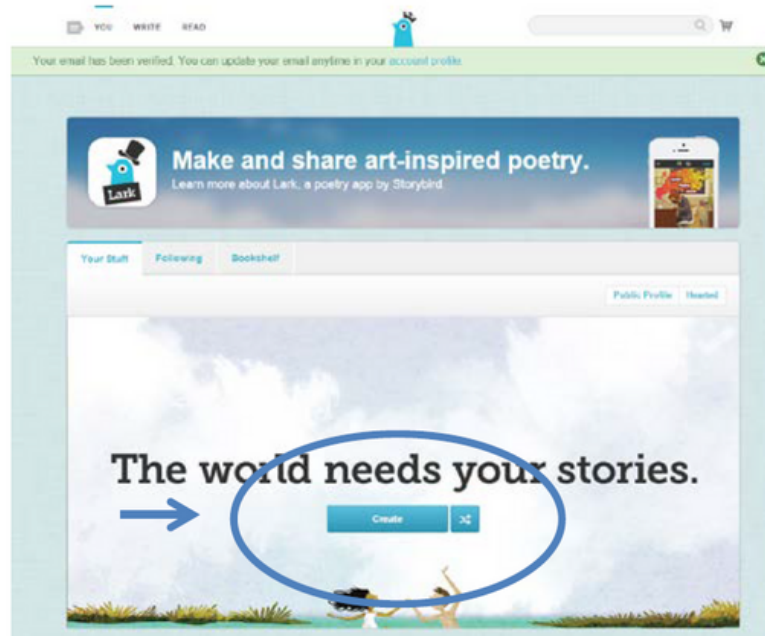 YOU WRITE READ
Your email has been verified. You can update your email anytime in your account profile.
Make and share art-inspired poetry.
Learn more about Lark, a poetry app by Storybird.
Lark
Your Stuff Following Bookshelf
Public Profile Hearted
The world needs your stories.
Create